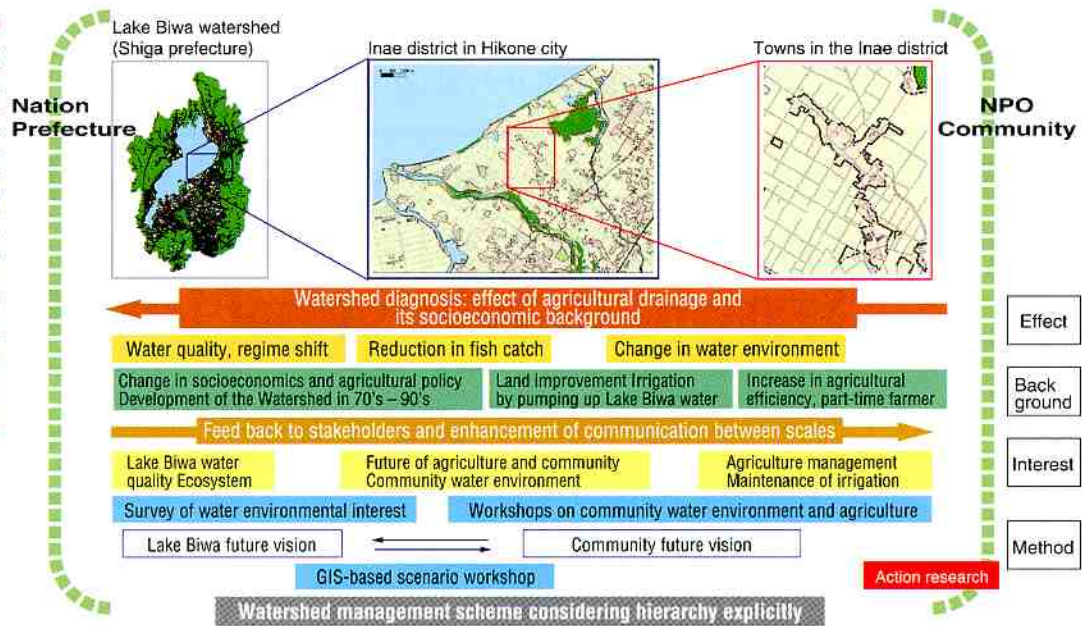 Lake Biwa watershed
(Shiga prefecture)
Inae district in Hikone city
Towns in the Inae district
Nation
Prefecture
NPO
Community
Watershed diagnosis: effect of agricultural drainage and
its socioeconomic background
Effect
Water quality, regime shift
Reduction in fish catch
Change in water environment
Change in socioeconomics and agricultural policy
Development of the Watershed in 70's – 90's
Land improvement Irrigation
by pumping up Lake Biwa water
Increase in agricultural
efficiency, part-time farmer
Back
ground
Feed back to stakeholders and enhancement of communication between scales
Lake Biwa water
quality Ecosystem
Future of agriculture and community
Community water environment
Agriculture management
Maintenance of irrigation
Interest
Survey of water environmental interest
Workshops on community water environment and agriculture
Lake Biwa future vision
Community future vision
Method
GIS-based scenario workshop
Action research
Watershed management scheme considering hierarchy explicitly